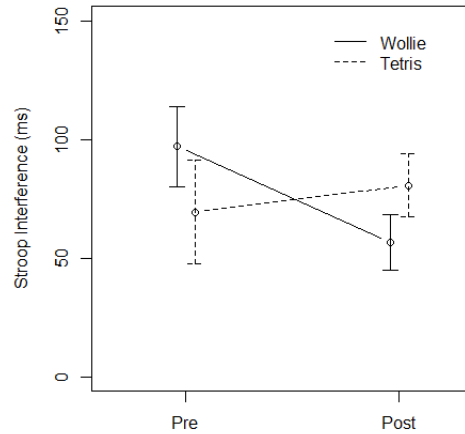 150
100
50
0
Stroop Interference (ms)
Wollie
Tetris
Pre
Post